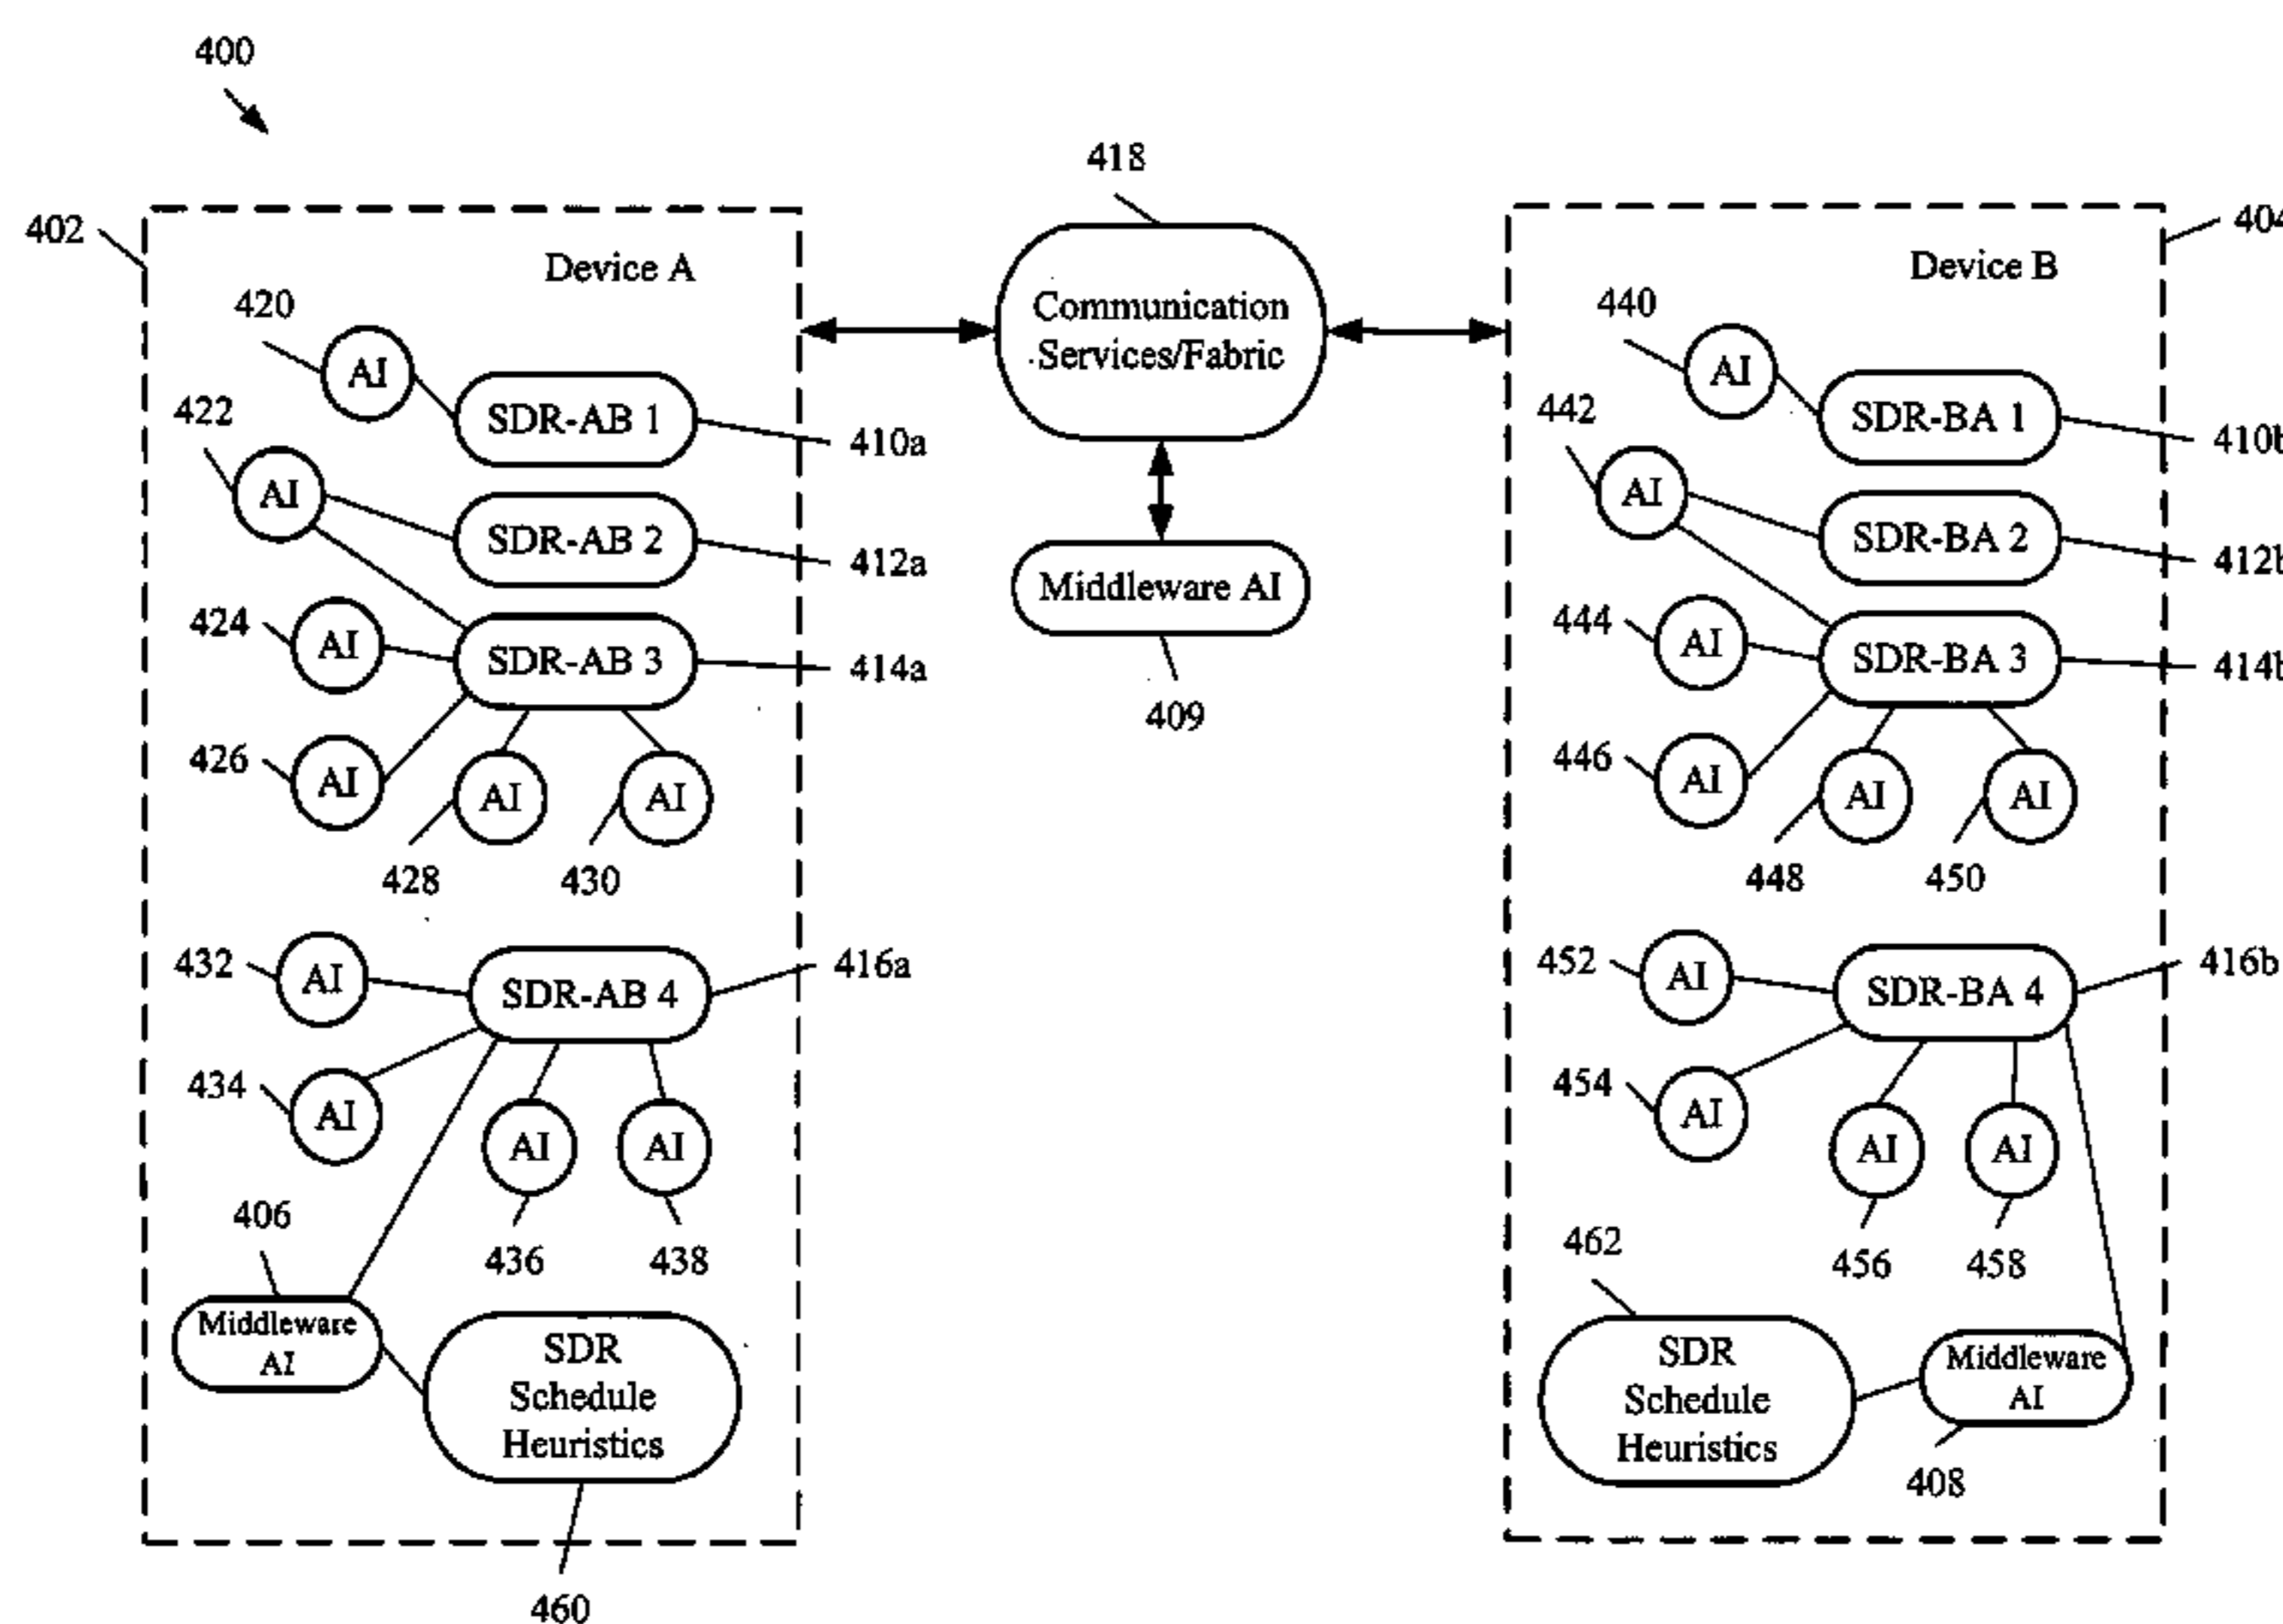 400
418
402
404
Device A
Device B
Communication
Services/Fabric
420
AI
SDR-AB 1
410a
422
AI
SDR-AB 2
412a
424
AI
SDR-AB 3
414a
426
AI
AI
AI
428
430
432
AI
SDR-AB 4
416a
434
AI
AI
AI
436
438
406
Middleware
AI
SDR
Schedule
Heuristics
460
Middleware AI
409
440
AI
SDR-BA 1
410b
442
AI
SDR-BA 2
412b
444
AI
SDR-BA 3
414b
446
AI
AI
AI
448
450
452
AI
SDR-BA 4
416b
454
AI
AI
AI
456
458
462
SDR
Schedule
Heuristics
Middleware
AI
408